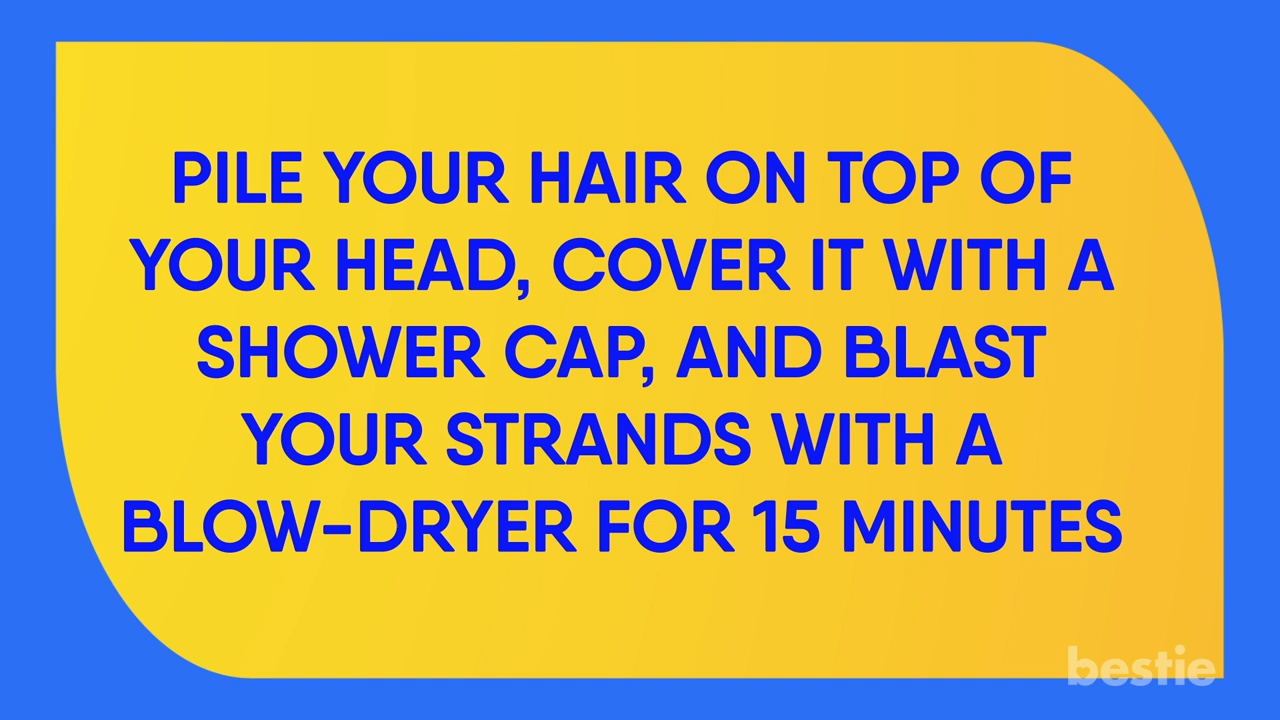 PILE YOUR HAIR ON TOP OF
YOUR HEAD, COVER IT WITH A
SHOWER CAP, AND BLAST
YOUR STRANDS WITH A
BLOW-DRYER FOR 15 MINUTES
bestie